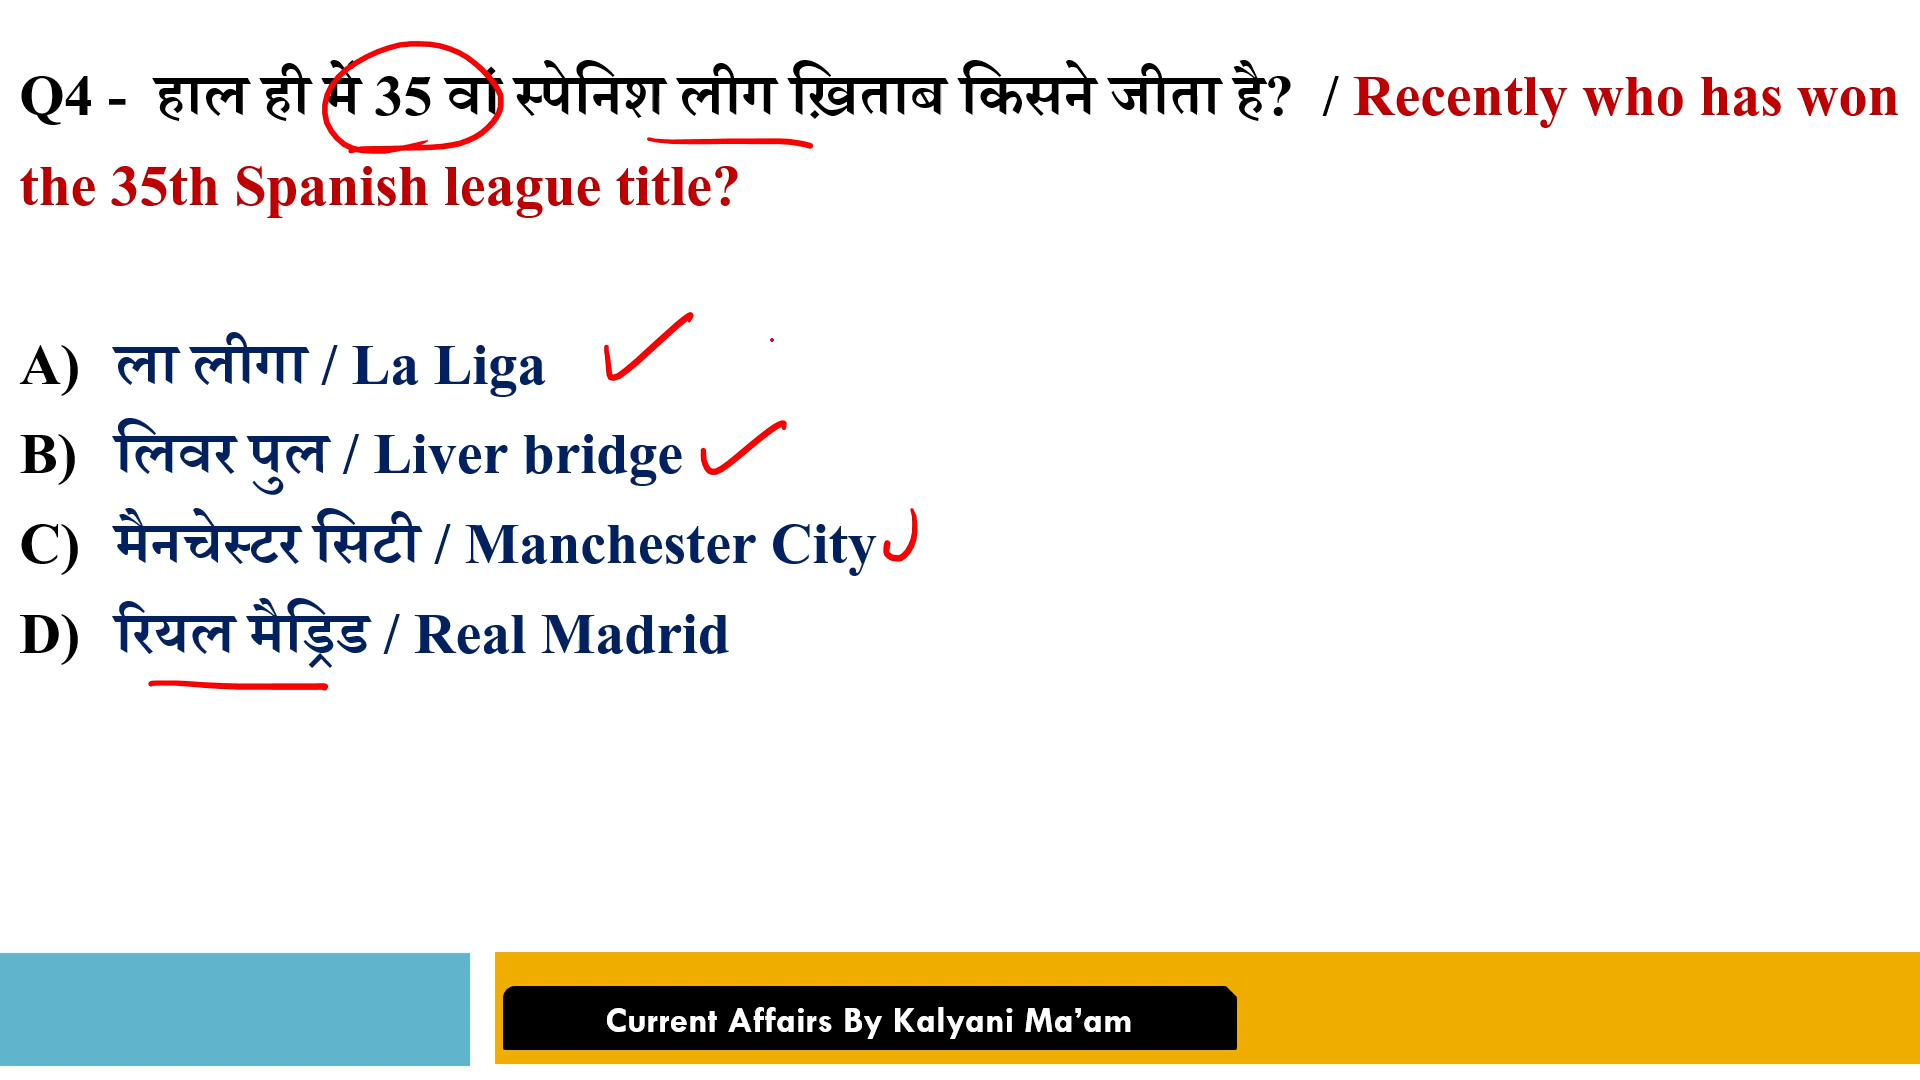 Q4 - हाल ही में 35 वां स्पेनिश लीग ख़िताब किसने जीता है? / Recently who has won
the 35th Spanish league title?
A) ला लीगा / La Liga
B) लिवर पुल / Liver bridge
C) मैनचेस्टर सिटी / Manchester City
D) रियल मैड्रिड / Real Madrid
Current Affairs By Kalyani Ma’am